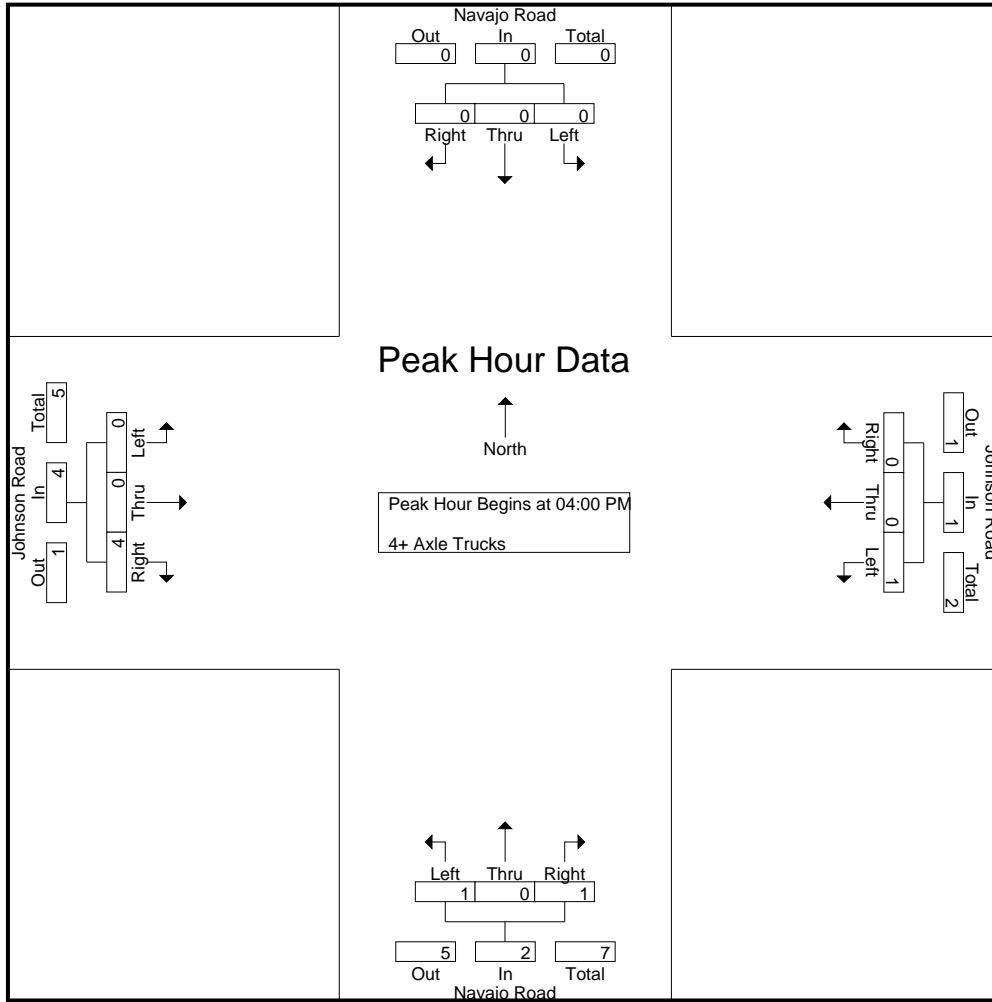 Navajo Road
Out In Total
0 0 0
0 0 0
Right Thru Left
Peak Hour Data
North
Peak Hour Begins at 04:00 PM
4+ Axle Trucks
Johnson Road
Out In Total
1 4 5
Left Thru Right
0 0 4
Johnson Road
Out In Total
1 1 2
Right Thru Left
0 0 1
Left Thru Right
1 0 1
5 2 7
Out In Total
Navajo Road